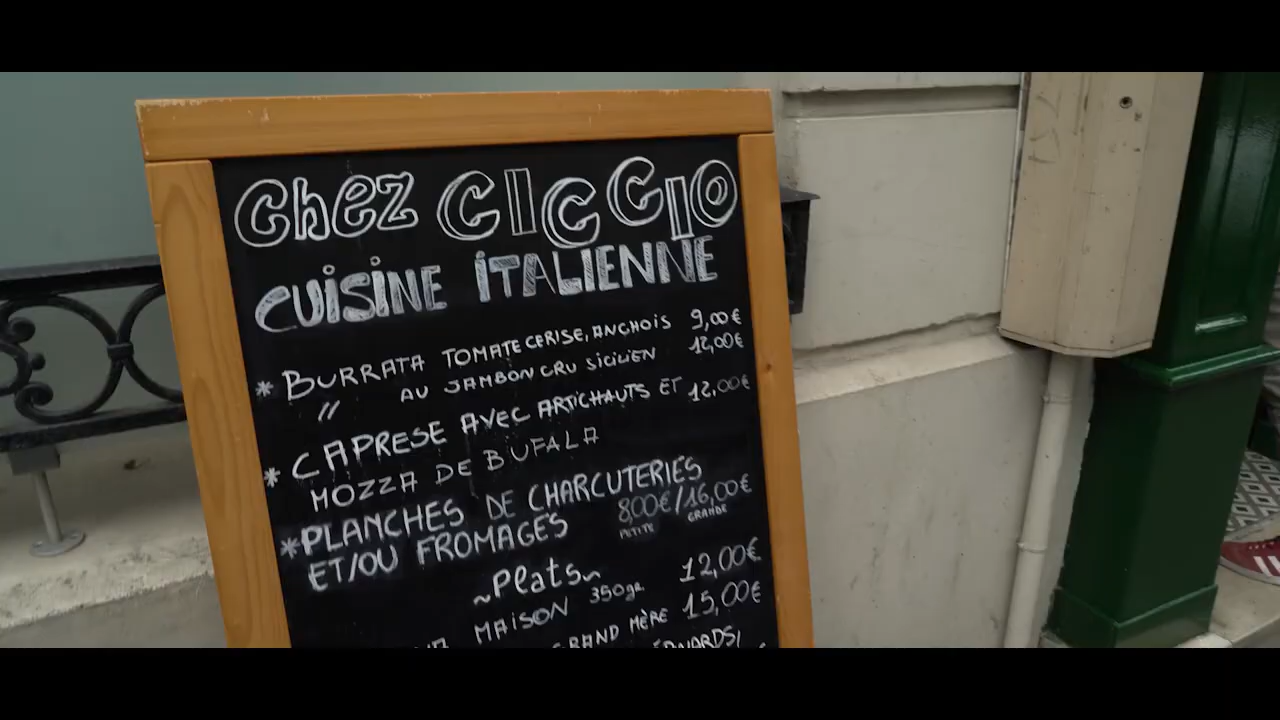 Chez CICCIO
CUISINE ITALIENNE
* BURRATA TOMATE CERISE, ANCHOIS 9,00€
// AU JAMBON CRU SICILIEN 12,00€
* CAPRESE AVEC ARTICHAUTS ET 12,00€
MOZZA DE BUFALA
* PLANCHES DE CHARCUTERIES
ET/OU FROMAGES 8,00€/16,00€
PETITE GRANDE
~Plats~
MAISON 350gr 12,00€
GRAND MÈRE 15,00€